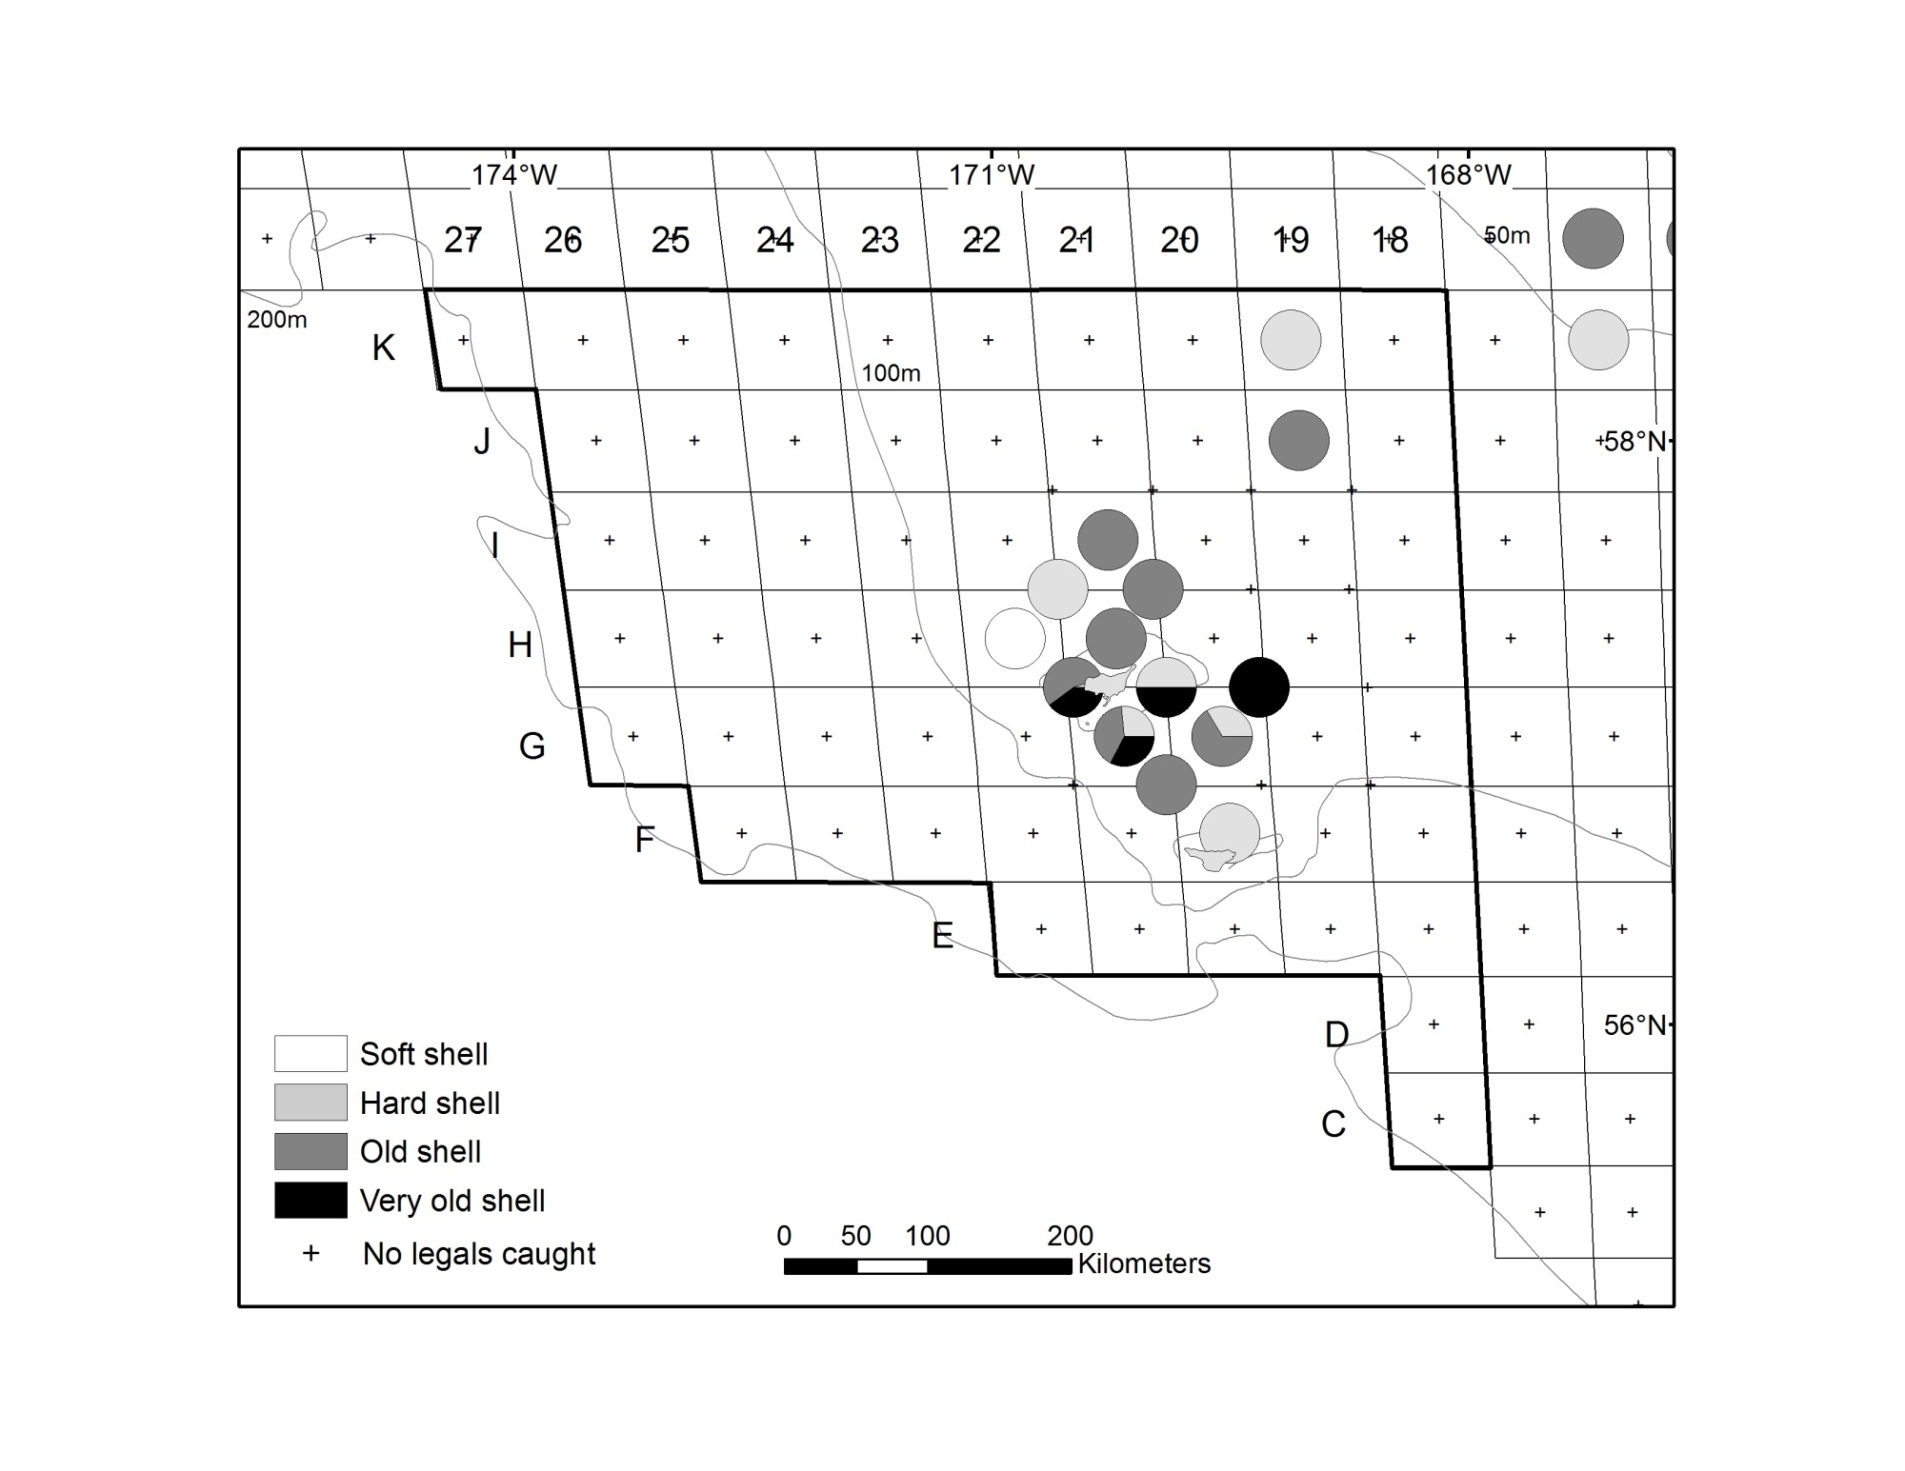 174°W 171°W 168°W
27 26 25 24 23 22 21 20 19 18 50m
200m
K
100m
J
58°N
I
H
G
F
E
D
56°N
C
Soft shell
Hard shell
Old shell
Very old shell
No legals caught
0 50 100 200
Kilometers